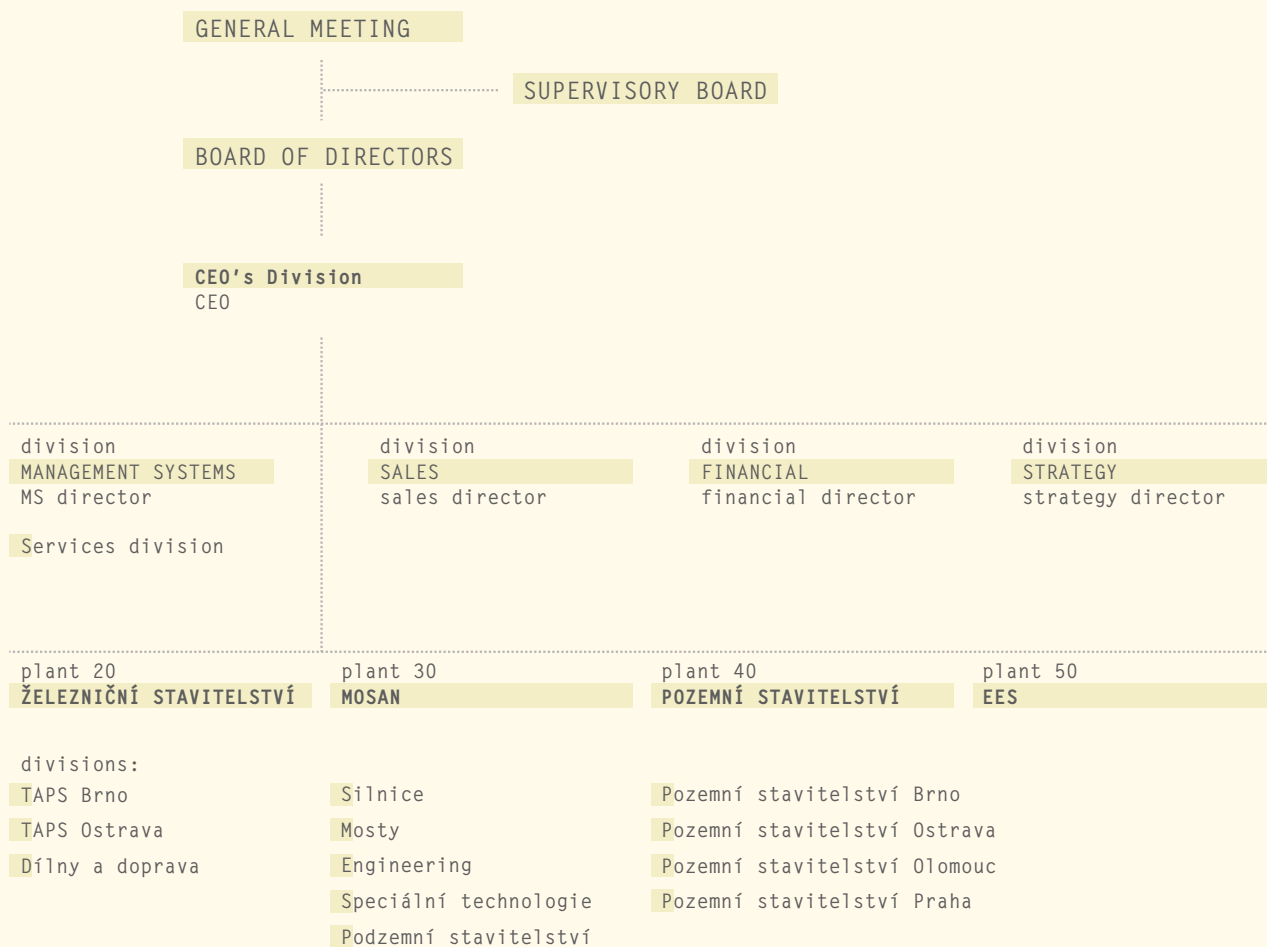 GENERAL MEETING
SUPERVISORY BOARD
BOARD OF DIRECTORS
CEO's Division
CEO
division
MANAGEMENT SYSTEMS
MS director
Services division
division
SALES
sales director
division
FINANCIAL
financial director
division
STRATEGY
strategy director
plant 20
ŽELEZNIČNÍ STAVITELSTVÍ
divisions:
TAPS Brno
TAPS Ostrava
Dílny a doprava
plant 30
MOSAN
Silnice
Mosty
Engineering
Speciální technologie
Podzemní stavitelství
plant 40
POZEMNÍ STAVITELSTVÍ
Pozemní stavitelství Brno
Pozemní stavitelství Ostrava
Pozemní stavitelství Olomouc
Pozemní stavitelství Praha
plant 50
EES